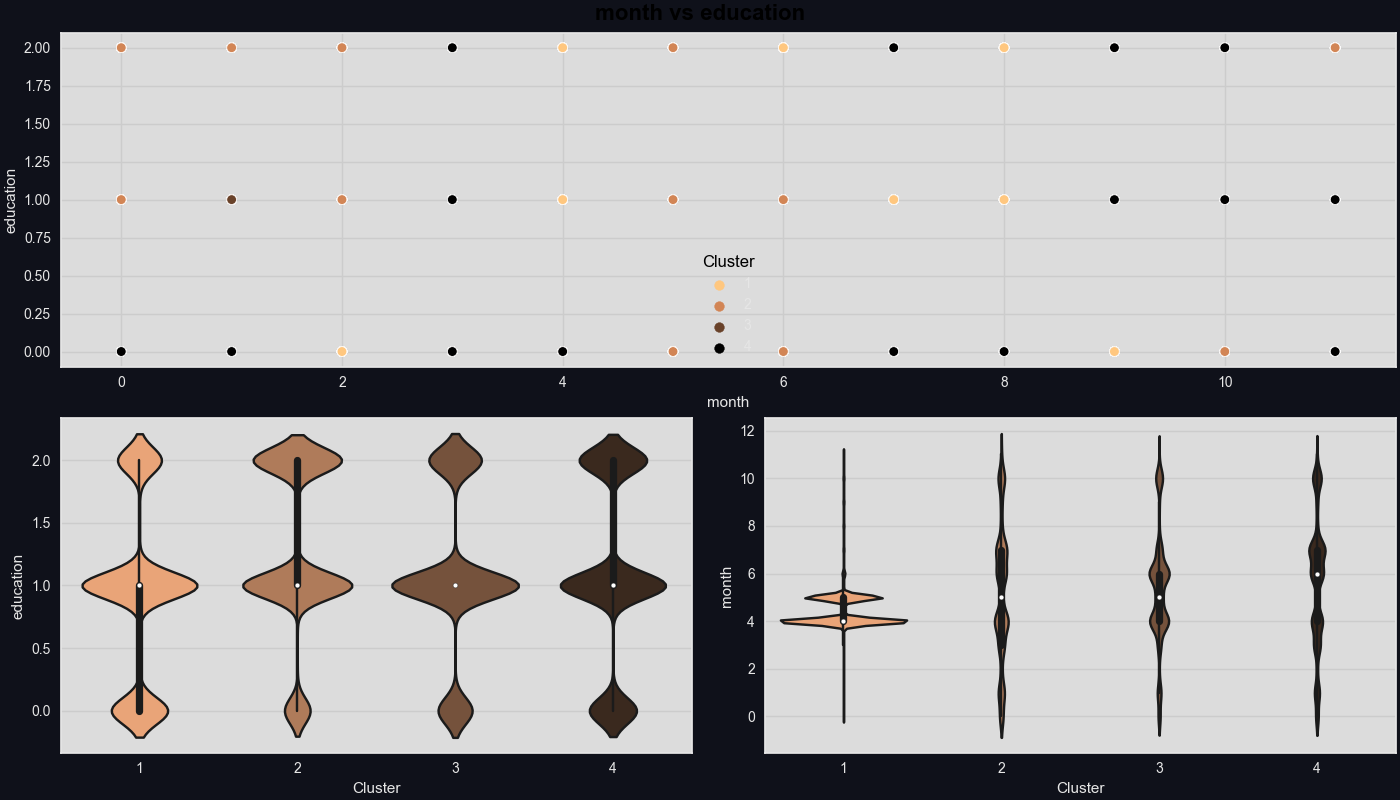 month vs education
education
2.00
1.75
1.50
1.25
1.00
0.75
0.50
0.25
0.00
Cluster
1
2
3
4
0 2 4 6 8 10
month
education
2.0
1.5
1.0
0.5
0.0
1 2 3 4
Cluster
month
12
10
8
6
4
2
0
1 2 3 4
Cluster